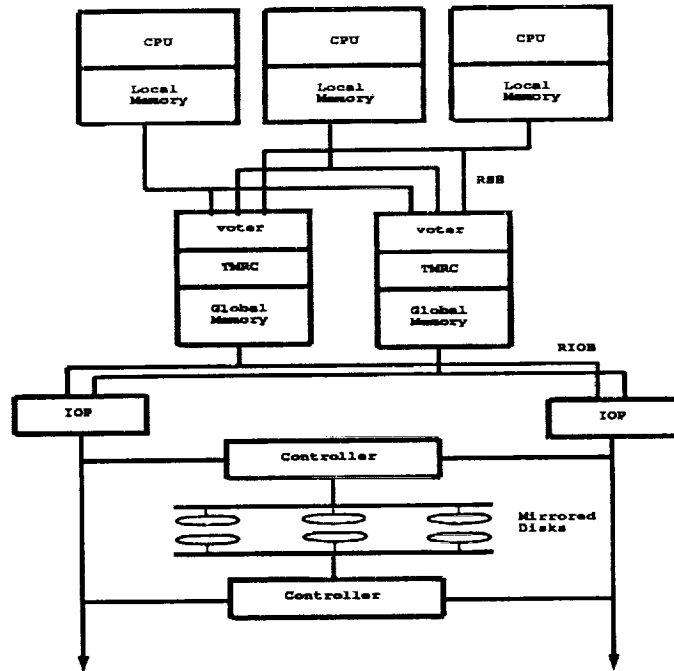 CPU
CPU
CPU
Local
Memory
Local
Memory
Local
Memory
RSB
voter
voter
TMRC
TMRC
Global
Memory
Global
Memory
RIOB
IOP
IOP
Controller
Mirrored
Disks
Controller